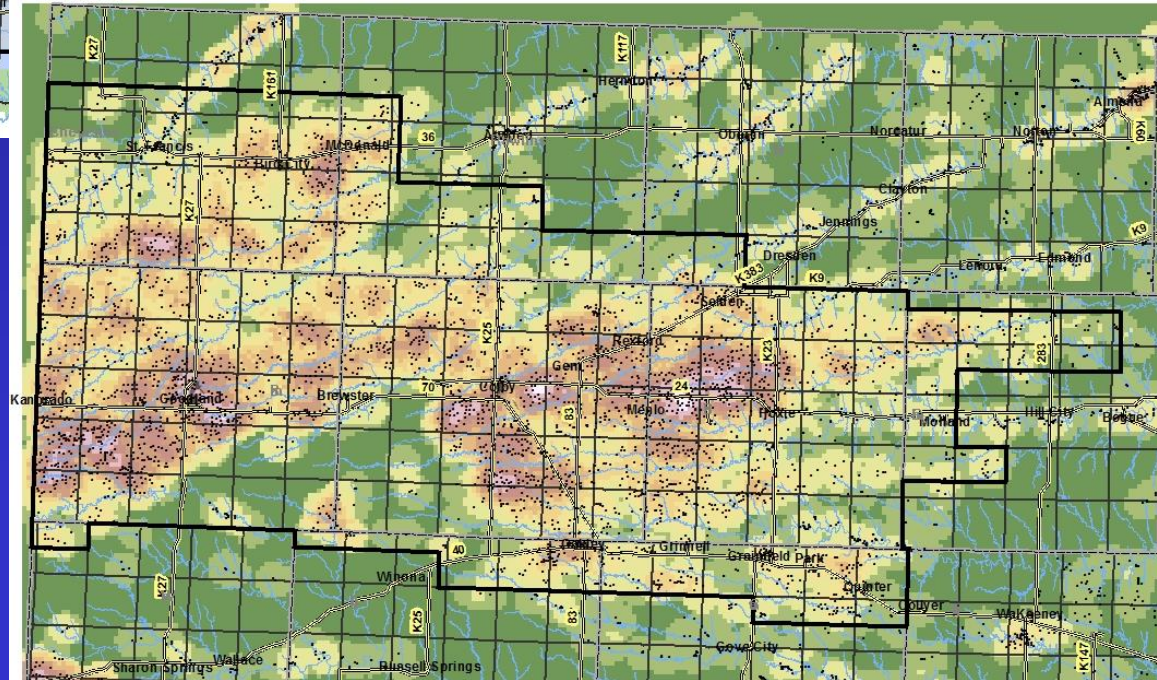 K27
K161
K117
Herndon
Almena
K60
36
Atwood
Oberlin
Norcatur
Norton
St. Francis
Bird City
McDonald
K27
Clayton
Jennings
K9
Dresden
Lenora
Edmond
K383
K9
Selden
K25
Rexford
K23
283
Gem
Kanorado
Goodland
Brewster
70
Colby
24
Menlo
83
Hoxie
Morland
Hill City
Bogue
Oakley
Grinnell
Grainfield
Park
40
Winona
Quinter
K27
K25
83
Collyer
WaKeeney
Gove City
K147
Sharon Springs
Wallace
Russell Springs